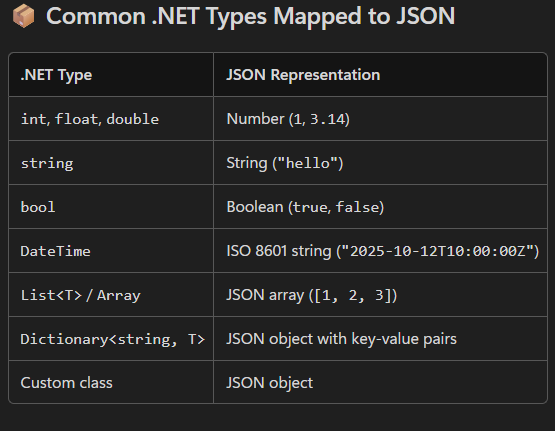 📦 Common .NET Types Mapped to JSON
.NET Type JSON Representation
int, float, double Number (1, 3.14)
string String ("hello")
bool Boolean (true, false)
DateTime ISO 8601 string ("2025-10-12T10:00:00Z")
List<T> / Array JSON array ([1, 2, 3])
Dictionary<string, T> JSON object with key-value pairs
Custom class JSON object